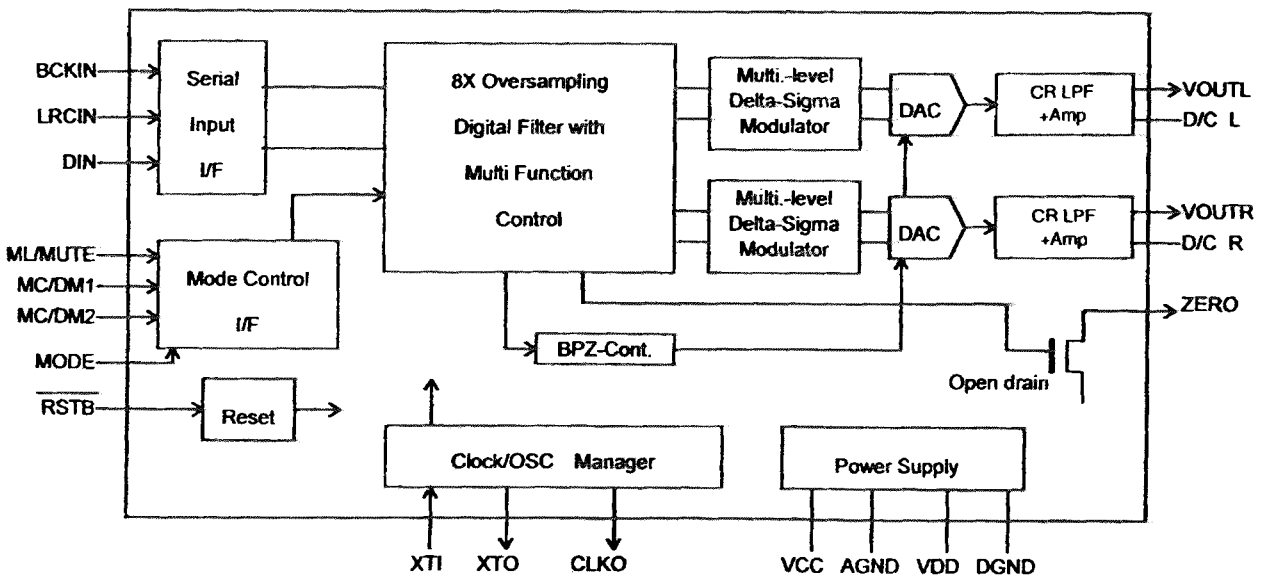 BCKIN
LRCIN
DIN
Serial
Input
I/F
8X Oversampling
Digital Filter with
Multi Function
Control
Multi.-level
Delta-Sigma
Modulator
DAC
CR LPF
+Amp
VOUTL
D/C L
Multi.-level
Delta-Sigma
Modulator
DAC
CR LPF
+Amp
VOUTR
D/C R
ML/MUTE
MC/DM1
MC/DM2
MODE
Mode Control
I/F
BPZ-Cont.
ZERO
Open drain
RSTB
Reset
Clock/OSC Manager
Power Supply
XTI
XTO
CLKO
VCC
AGND
VDD
DGND